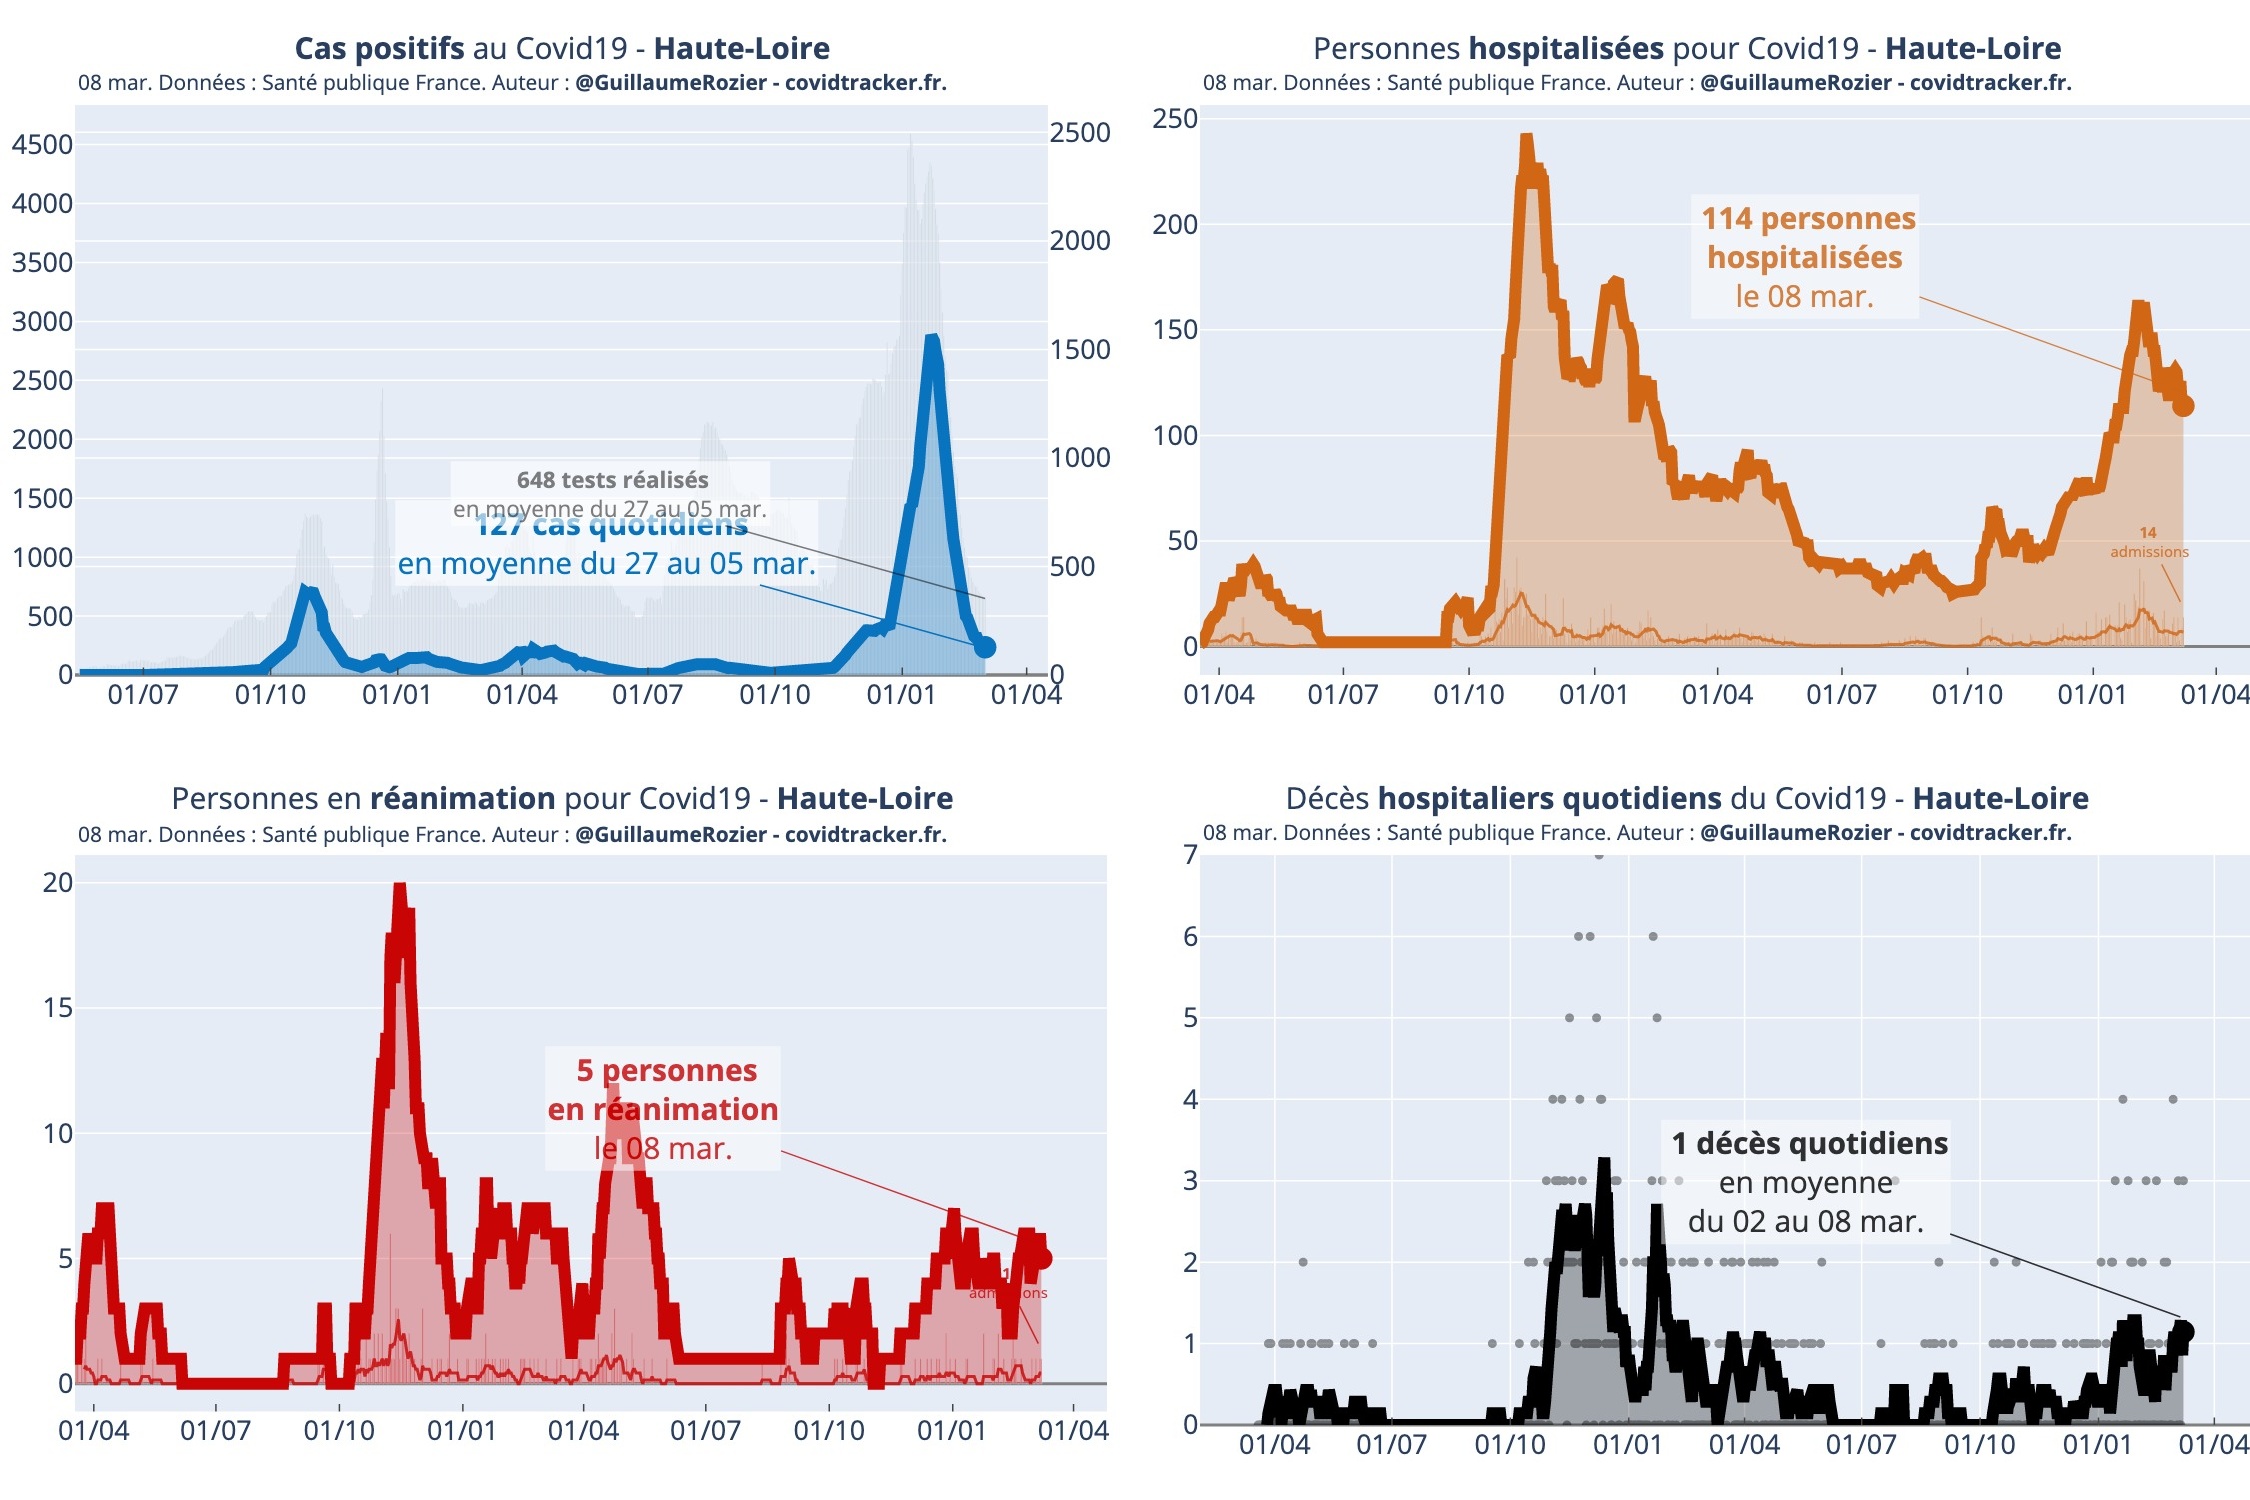 Cas positifs au Covid19 - Haute-Loire
08 mar. Données : Santé publique France. Auteur : @GuillaumeRozier - covidtracker.fr.
4500
4000
3500
3000
2500
2000
1500
1000
500
0
2500
2000
1500
1000
500
0
648 tests réalisés
en moyenne du 27 au 05 mar.
127 cas quotidiens
en moyenne du 27 au 05 mar.
01/07 01/10 01/01 01/04 01/07 01/10 01/01 01/04
Personnes hospitalisées pour Covid19 - Haute-Loire
08 mar. Données : Santé publique France. Auteur : @GuillaumeRozier - covidtracker.fr.
250
200
150
100
50
0
114 personnes
hospitalisées
le 08 mar.
14
admissions
01/04 01/07 01/10 01/01 01/04 01/07 01/10 01/01 01/04
Personnes en réanimation pour Covid19 - Haute-Loire
08 mar. Données : Santé publique France. Auteur : @GuillaumeRozier - covidtracker.fr.
20
15
10
5
0
5 personnes
en réanimation
le 08 mar.
1
admissions
01/04 01/07 01/10 01/01 01/04 01/07 01/10 01/01 01/04
Décès hospitaliers quotidiens du Covid19 - Haute-Loire
08 mar. Données : Santé publique France. Auteur : @GuillaumeRozier - covidtracker.fr.
7
6
5
4
3
2
1
0
1 décès quotidiens
en moyenne
du 02 au 08 mar.
01/04 01/07 01/10 01/01 01/04 01/07 01/10 01/01 01/04